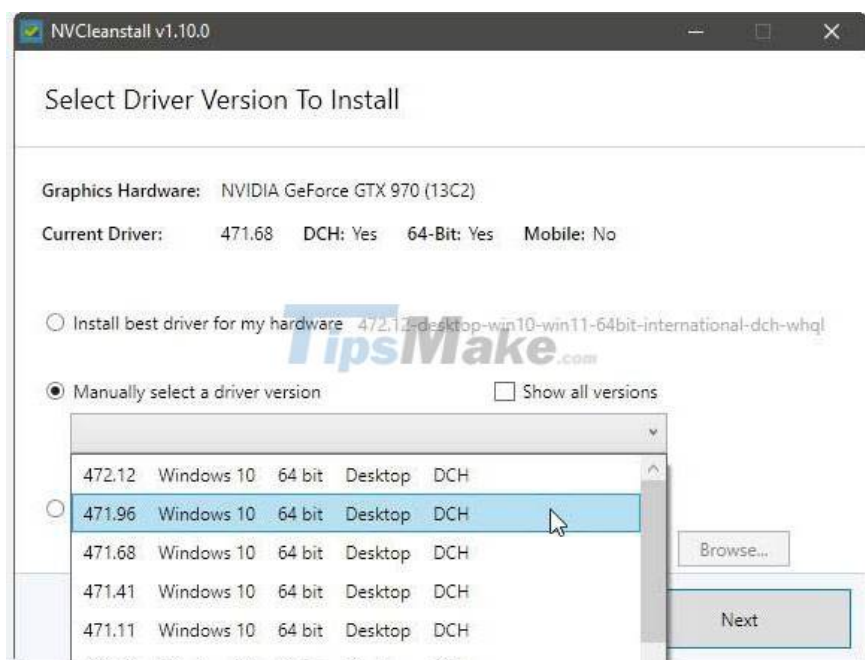 NVCleanstall v1.10.0
Select Driver Version To Install
Graphics Hardware: NVIDIA GeForce GTX 970 (13C2)
Current Driver: 471.68 DCH: Yes 64-Bit: Yes Mobile: No
Install best driver for my hardware 472.12-desktop-win10-win11-64bit-international-dch-whql
TipsMake.com
Manually select a driver version Show all versions
472.12 Windows 10 64 bit Desktop DCH
471.96 Windows 10 64 bit Desktop DCH
471.68 Windows 10 64 bit Desktop DCH
Browse...
471.41 Windows 10 64 bit Desktop DCH
471.11 Windows 10 64 bit Desktop DCH
Next